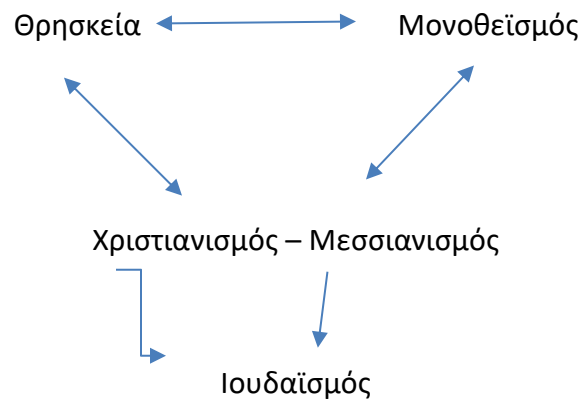 Θρησκεία Μονοθεϊσμός
Χριστιανισμός – Μεσσιανισμός
Ιουδαϊσμός